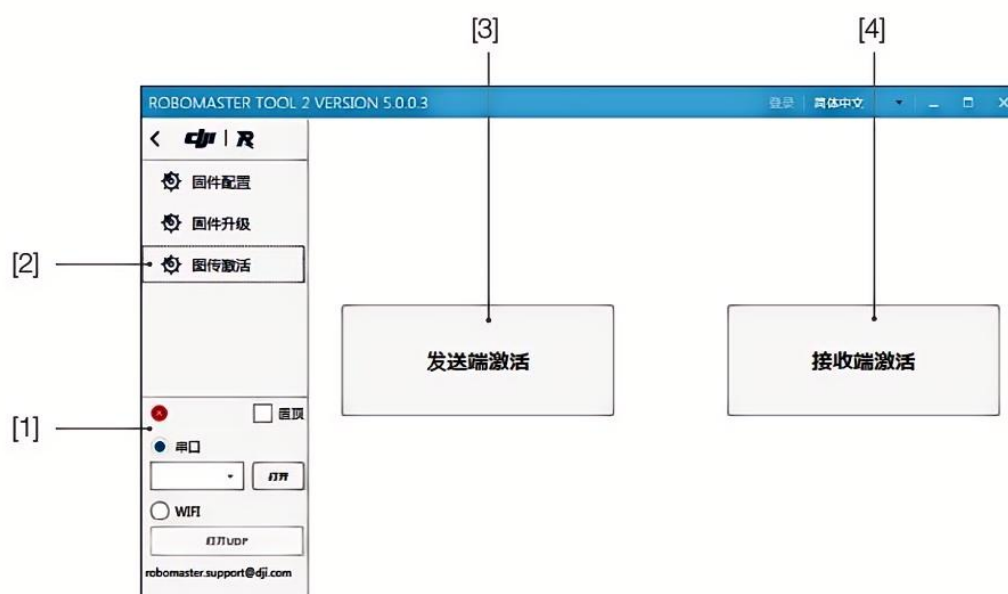 [3]
[4]
ROBOMASTER TOOL 2 VERSION 5.0.0.3
登录
简体中文
dji
固件配置
固件升级
[2]
图传激活
发送端激活
接收端激活
[1]
置顶
串口
打开
WIFI
打开UDP
robomaster.support@dji.com